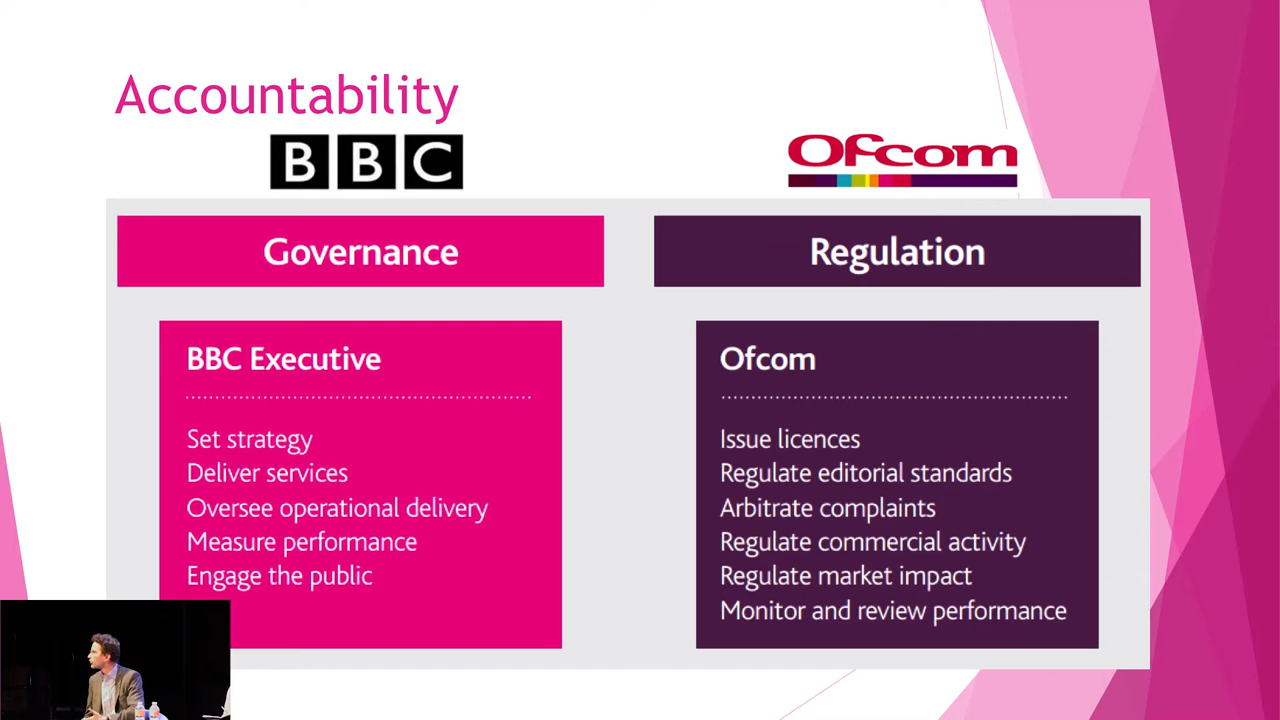 Accountability
BBC
Ofcom
Governance
Regulation
BBC Executive
Set strategy
Deliver services
Oversee operational delivery
Measure performance
Engage the public
Ofcom
Issue licences
Regulate editorial standards
Arbitrate complaints
Regulate commercial activity
Regulate market impact
Monitor and review performance